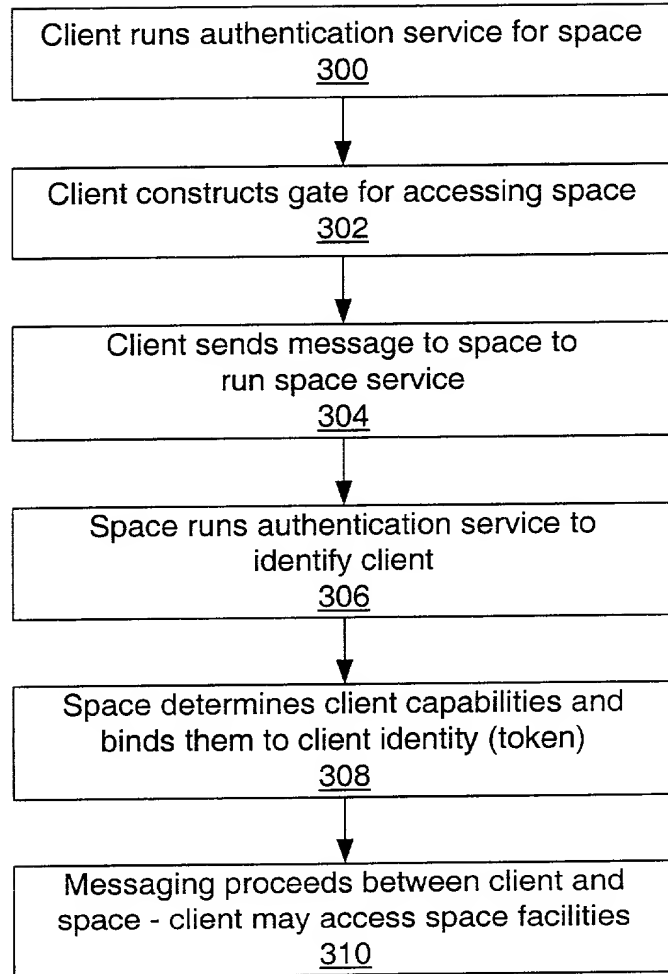 Client runs authentication service for space
300
Client constructs gate for accessing space
302
Client sends message to space to
run space service
304
Space runs authentication service to
identify client
306
Space determines client capabilities and
binds them to client identity (token)
308
Messaging proceeds between client and
space - client may access space facilities
310